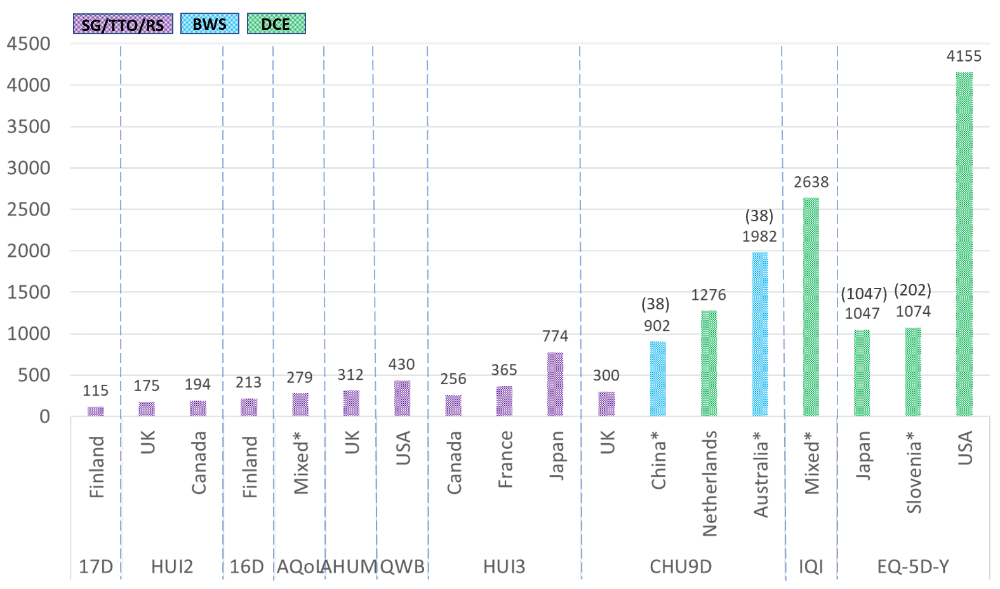 SG/TTO/RS BWS DCE
4500
4000
3500
3000
2500
2000
1500
1000
500
0
115
175
194
213
279
312
430
256
365
774
300
(38)
902
1276
(38)
1982
2638
(1047)
1047
(202)
1074
4155
Finland
UK
Canada
Finland
Mixed*
UK
USA
Canada
France
Japan
UK
China*
Netherlands
Australia*
Mixed*
Japan
Slovenia*
USA
17D HUI2 16D AQoL AHUM QWB HUI3 CHU9D IQI EQ-5D-Y